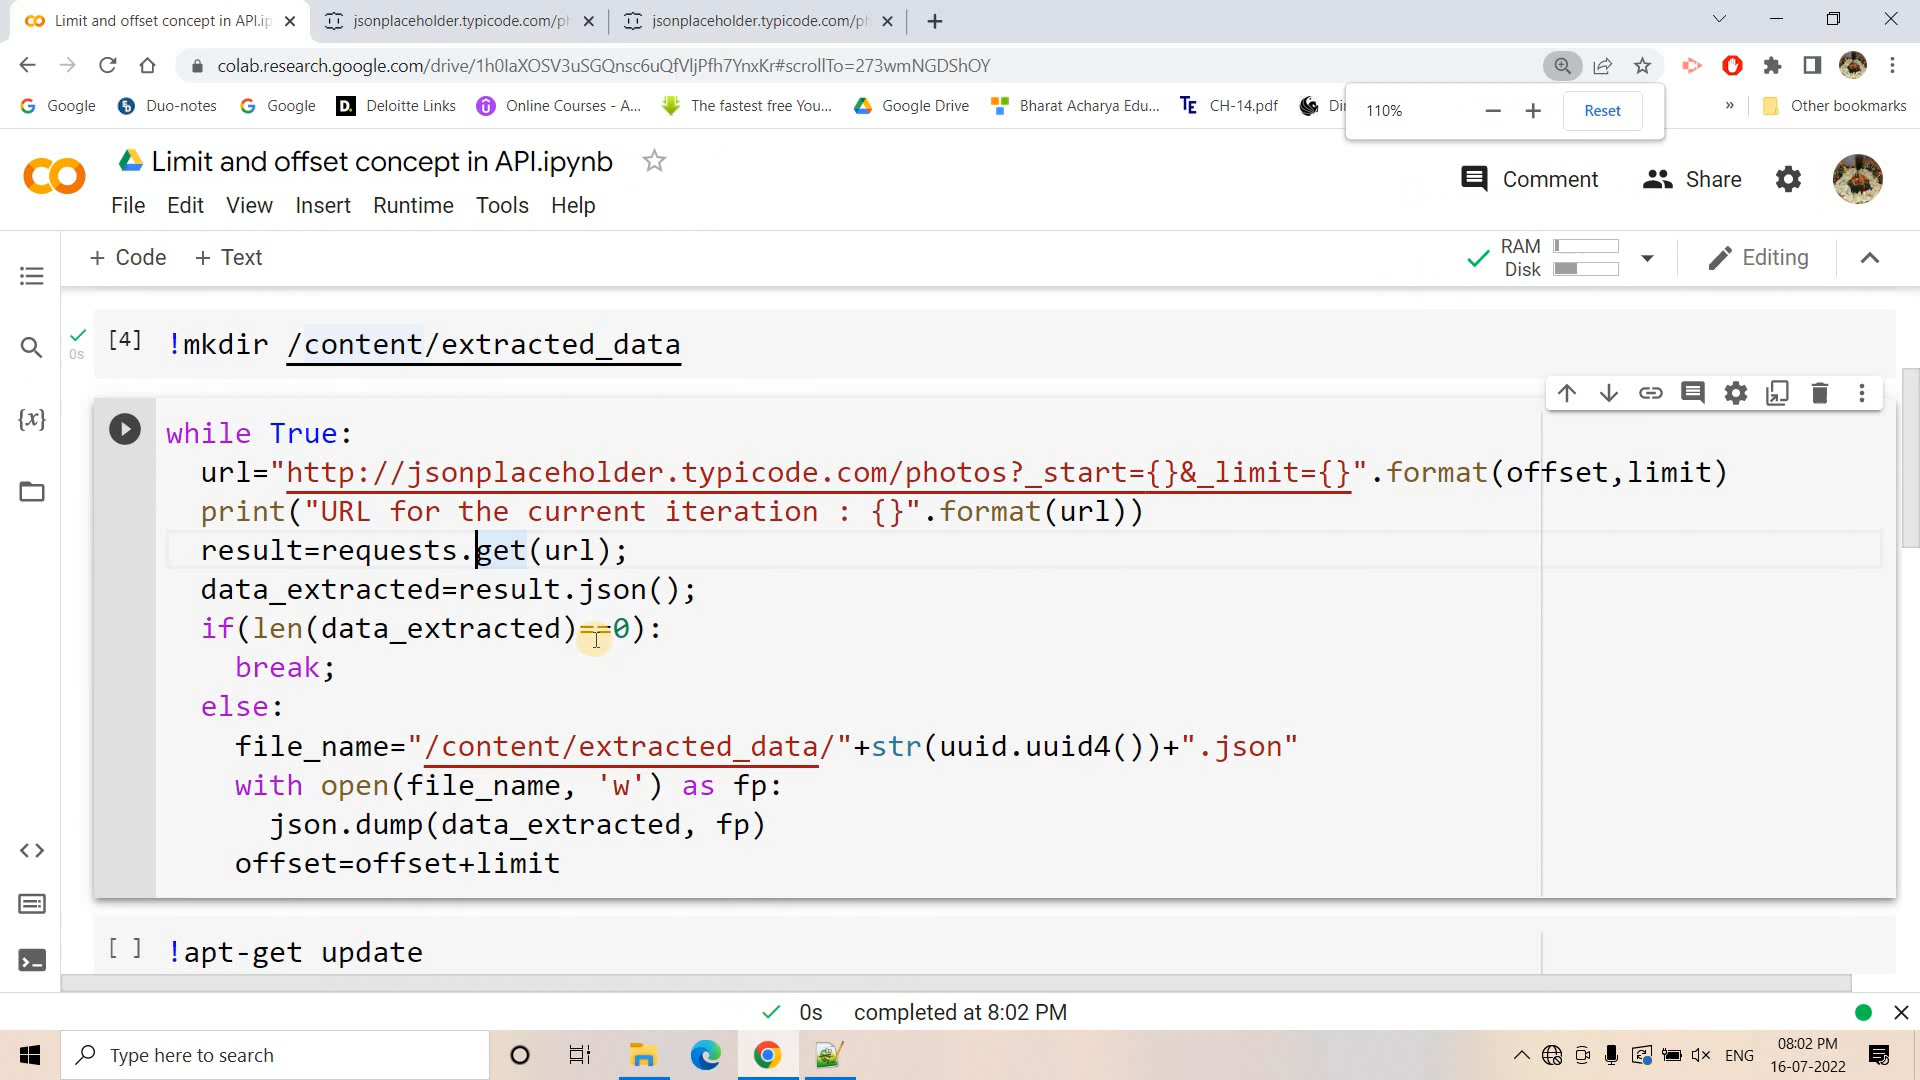 Limit and offset concept in API.ip
jsonplaceholder.typicode.com/ph
jsonplaceholder.typicode.com/ph
colab.research.google.com/drive/1h0IaXOSV3uSGQnsc6uQfVljPfh7YnxKr#scrollTo=273wmNGDShOY
Google
Duo-notes
Google
Deloitte Links
Online Courses - A...
The fastest free You...
Google Drive
Bharat Acharya Edu...
CH-14.pdf
Di
»
Other bookmarks
110%
Reset
Limit and offset concept in API.ipynb
Comment
Share
File Edit View Insert Runtime Tools Help
+ Code + Text
RAM
Disk
Editing
[4] !mkdir /content/extracted_data
0s
while True:
url="http://jsonplaceholder.typicode.com/photos?_start={}&_limit={}".format(offset,limit)
print("URL for the current iteration : {}".format(url))
result=requests.get(url);
data_extracted=result.json();
if(len(data_extracted)==0):
break;
else:
file_name="/content/extracted_data/"+str(uuid.uuid4())+".json"
with open(file_name, 'w') as fp:
json.dump(data_extracted, fp)
offset=offset+limit
[ ] !apt-get update
0s completed at 8:02 PM
Type here to search
ENG
08:02 PM
16-07-2022